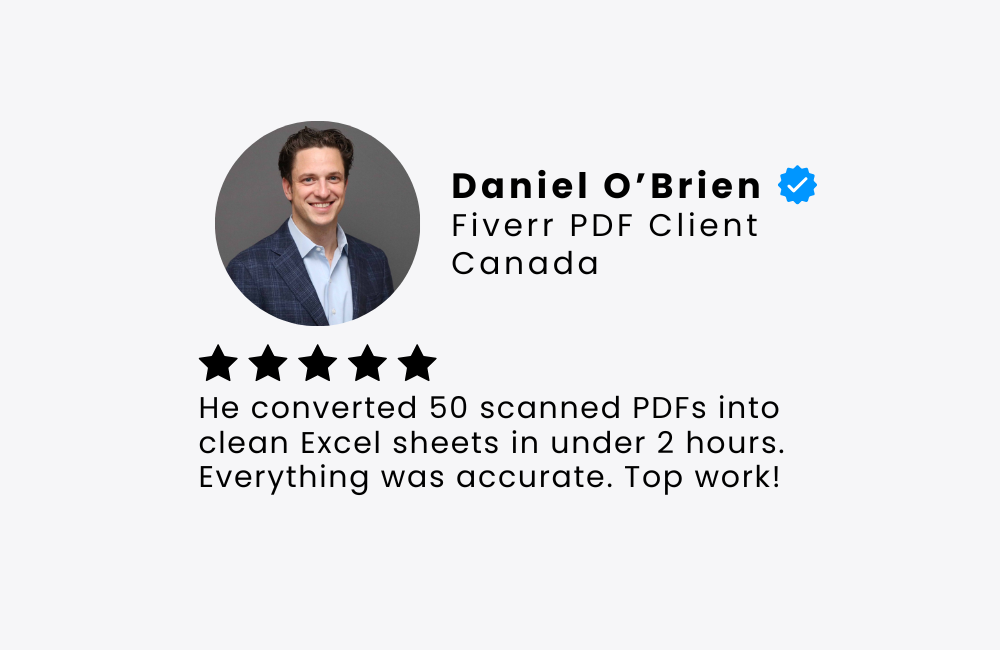 Daniel O’Brien
Fiverr PDF Client
Canada
He converted 50 scanned PDFs into
clean Excel sheets in under 2 hours.
Everything was accurate. Top work!